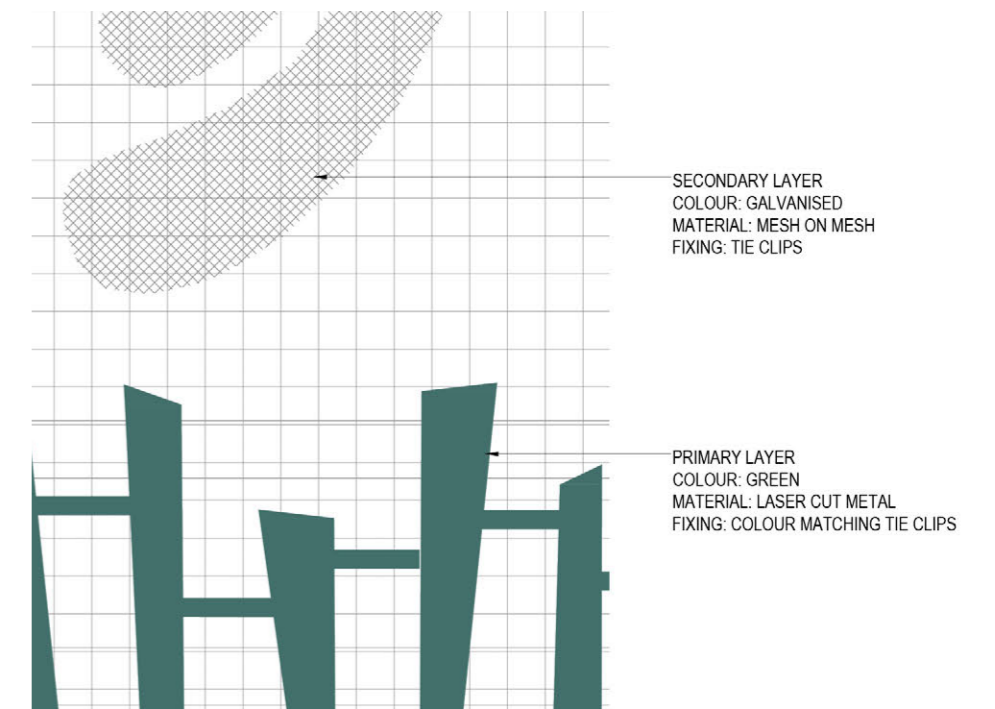 SECONDARY LAYER
COLOUR: GALVANISED
MATERIAL: MESH ON MESH
FIXING: TIE CLIPS
PRIMARY LAYER
COLOUR: GREEN
MATERIAL: LASER CUT METAL
FIXING: COLOUR MATCHING TIE CLIPS